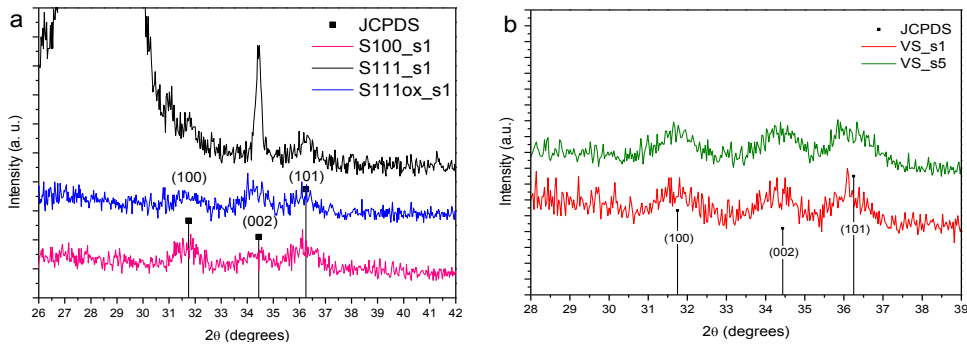 a
JCPDS
S100_s1
S111_s1
S111ox_s1
(100)
(101)
(002)
Intensity (a. u.)
26 27 28 29 30 31 32 33 34 35 36 37 38 39 40 41 42
2θ (degrees)
b
JCPDS
VS_s1
VS_s5
(100)
(101)
(002)
Intensity (a.u.)
28 29 30 31 32 33 34 35 36 37 38 39
2θ (degrees)